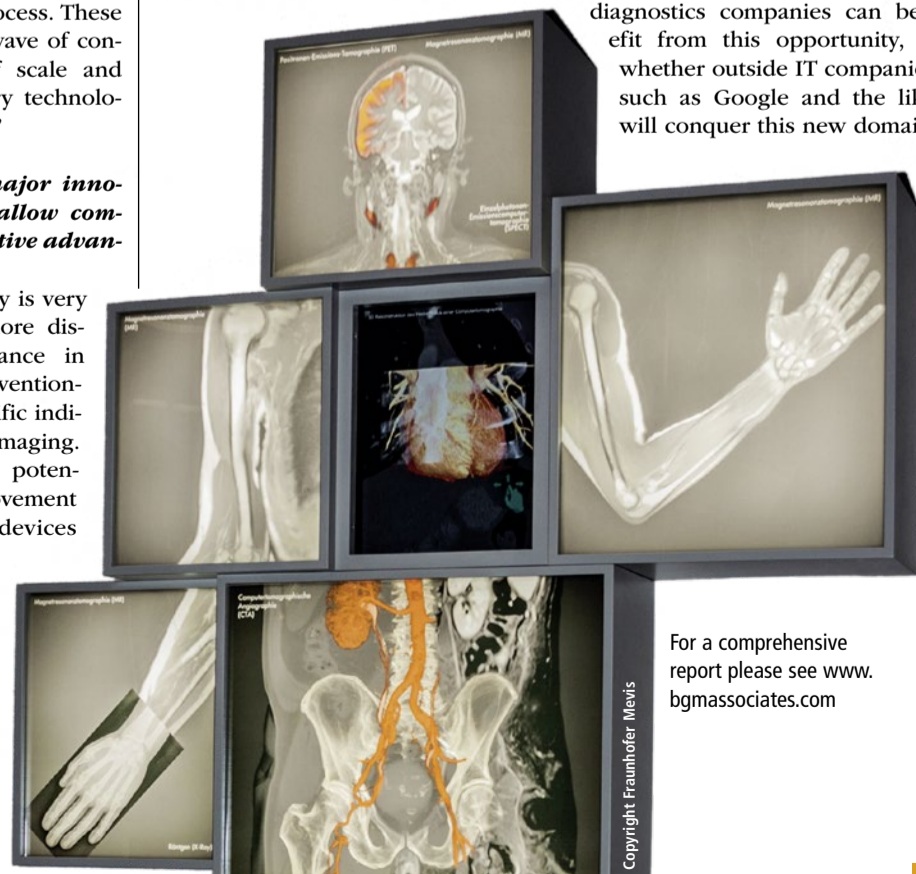 ocess. These
wave of con-
f scale and
ry technolo-
major inno-
allow com-
tive advan-
y is very
ore dis-
ance in
vention-
fic indi-
maging.
poten-
ovement
devices
diagnostics companies can be
efit from this opportunity,
whether outside IT companie
such as Google and the lik
will conquer this new domai
Positronen-Emissions-Tomographie (PET)
Magnetresonanztomographie (MR)
Einzelphotonen-
Emissionscomputer-
tomographie
(SPECT)
Magnetresonanztomographie (MR)
Magnetresonanztomographie
(MR)
Magnetresonanztomographie (MR)
Röntgen (X-Ray)
Computertomographische
Angiographie
(CTA)
Copyright Fraunhofer Mevis
For a comprehensive
report please see www.
bgmassociates.com